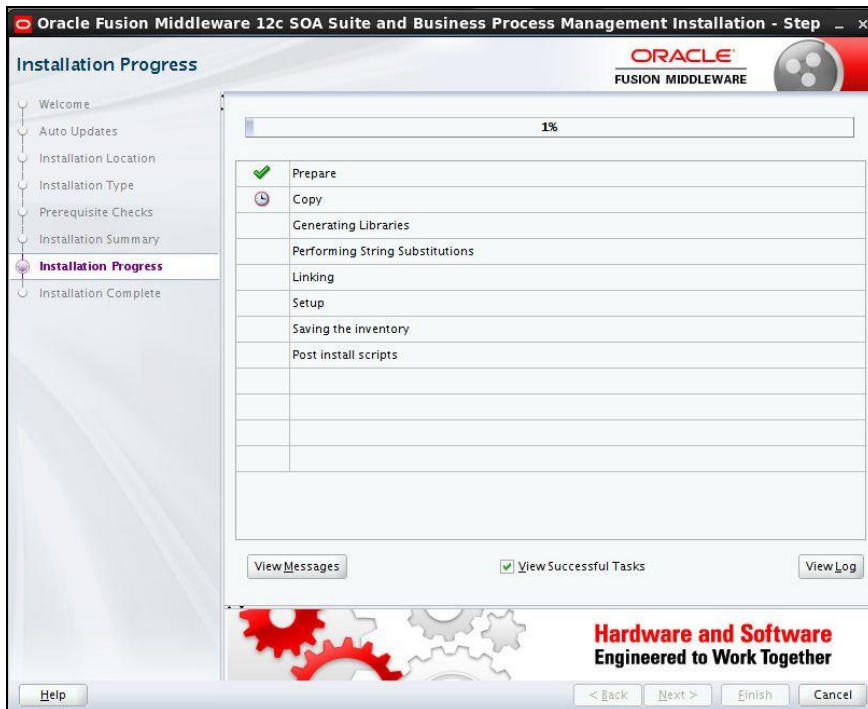 Oracle Fusion Middleware 12c SOA Suite and Business Process Management Installation - Step
Installation Progress
ORACLE
FUSION MIDDLEWARE
Welcome
Auto Updates
Installation Location
Installation Type
Prerequisite Checks
Installation Summary
Installation Progress
Installation Complete
1%
Prepare
Copy
Generating Libraries
Performing String Substitutions
Linking
Setup
Saving the inventory
Post install scripts
View Messages
View Successful Tasks
View Log
Hardware and Software
Engineered to Work Together
Help
< Back
Next >
Finish
Cancel